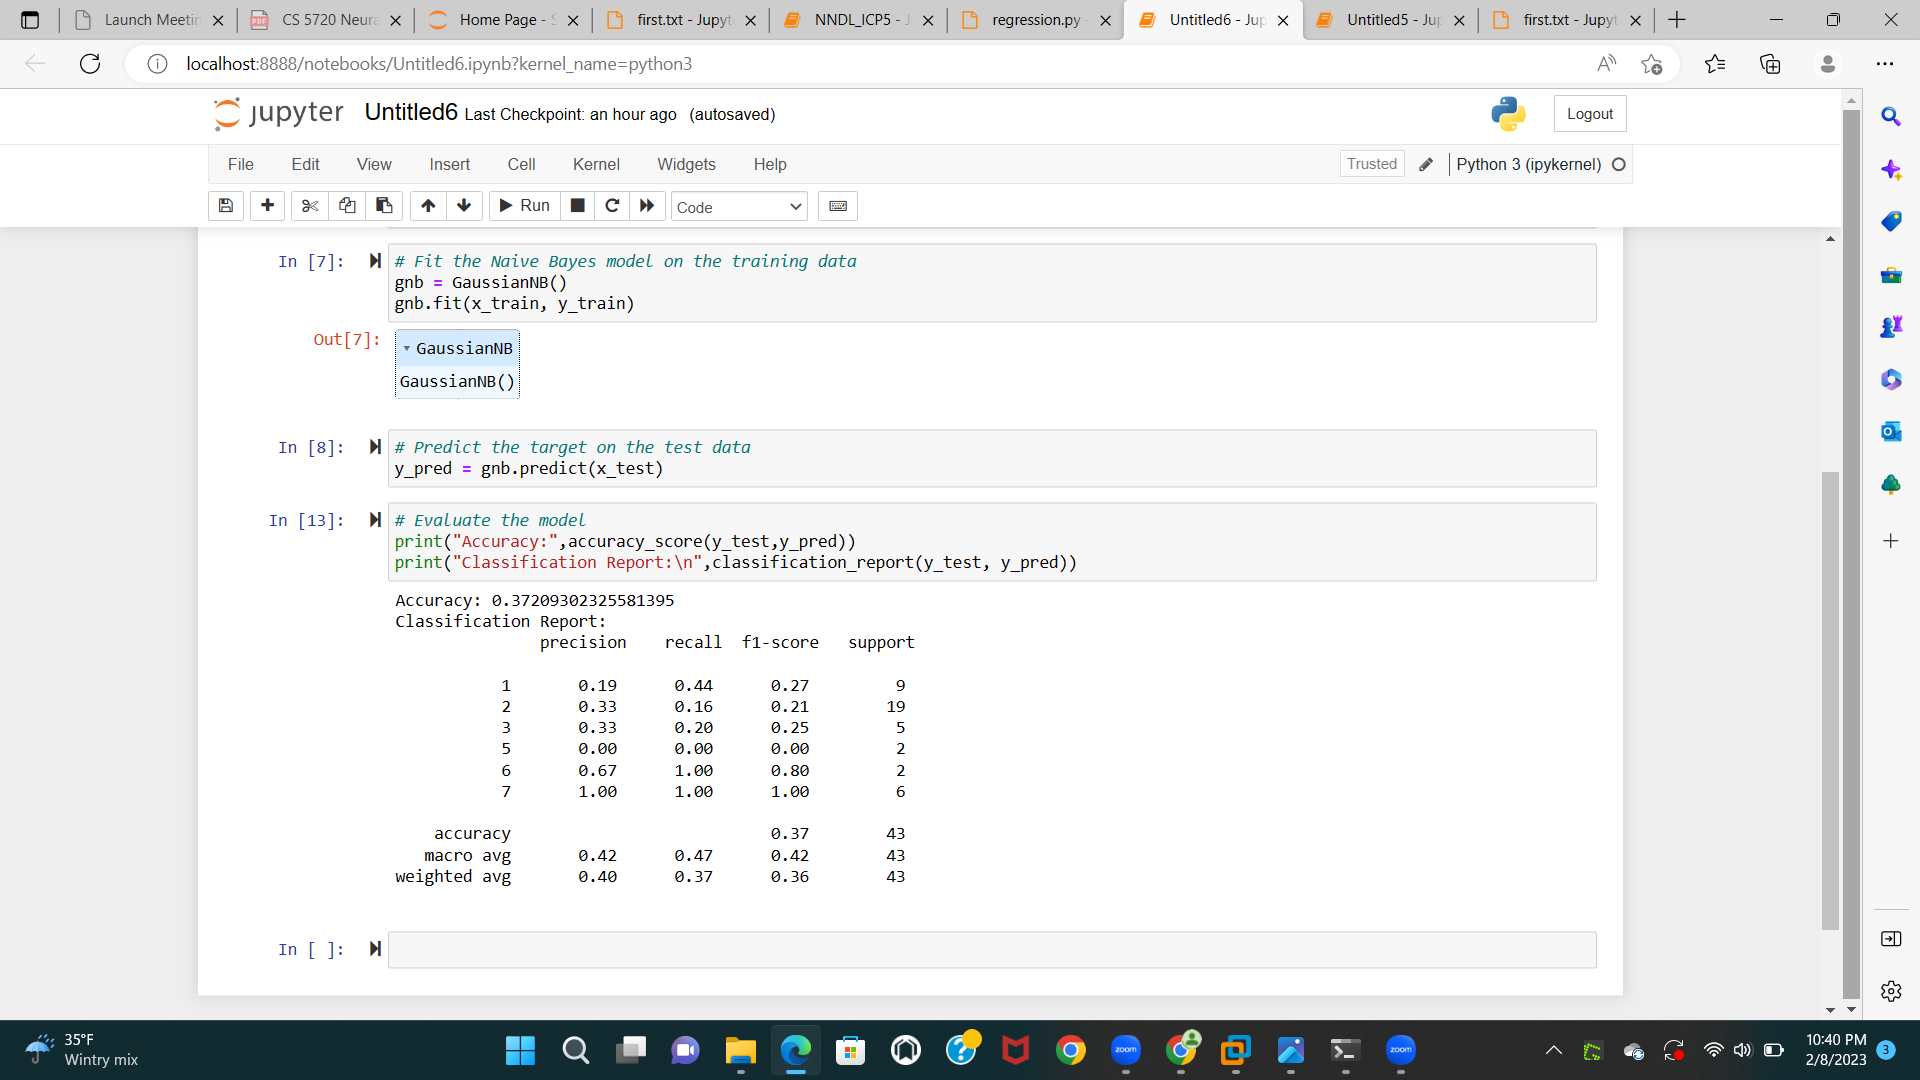 Launch Meetin
CS 5720 Neura
Home Page - S
first.txt - Jupyt
NNDL_ICP5 - J
regression.py -
Untitled6 - Jup
Untitled5 - Jup
first.txt - Jupyt
localhost:8888/notebooks/Untitled6.ipynb?kernel_name=python3
jupyter Untitled6 Last Checkpoint: an hour ago (autosaved)
Logout
File Edit View Insert Cell Kernel Widgets Help
Trusted Python 3 (ipykernel)
Run Code
In [7]: # Fit the Naive Bayes model on the training data
gnb = GaussianNB()
gnb.fit(x_train, y_train)
Out[7]: GaussianNB
GaussianNB()
In [8]: # Predict the target on the test data
y_pred = gnb.predict(x_test)
In [13]: # Evaluate the model
print("Accuracy:",accuracy_score(y_test,y_pred))
print("Classification Report:\n",classification_report(y_test, y_pred))
Accuracy: 0.37209302325581395
Classification Report:
precision recall f1-score support
1 0.19 0.44 0.27 9
2 0.33 0.16 0.21 19
3 0.33 0.20 0.25 5
5 0.00 0.00 0.00 2
6 0.67 1.00 0.80 2
7 1.00 1.00 1.00 6
accuracy 0.37 43
macro avg 0.42 0.47 0.42 43
weighted avg 0.40 0.37 0.36 43
In [ ]:
35°F
Wintry mix
zoom
zoom
10:40 PM
2/8/2023
3